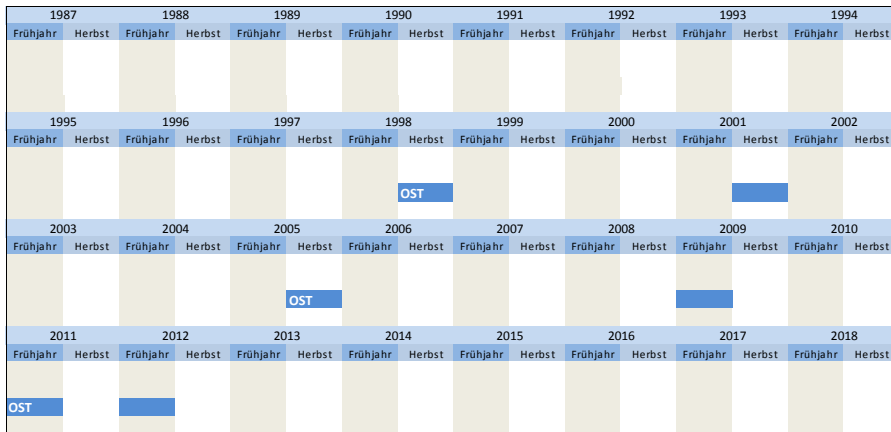 1987 1988 1989 1990 1991 1992 1993 1994
Frühjahr Herbst Frühjahr Herbst Frühjahr Herbst Frühjahr Herbst Frühjahr Herbst Frühjahr Herbst Frühjahr Herbst Frühjahr Herbst
1995 1996 1997 1998 1999 2000 2001 2002
Frühjahr Herbst Frühjahr Herbst Frühjahr Herbst Frühjahr Herbst Frühjahr Herbst Frühjahr Herbst Frühjahr Herbst Frühjahr Herbst
OST
2003 2004 2005 2006 2007 2008 2009 2010
Frühjahr Herbst Frühjahr Herbst Frühjahr Herbst Frühjahr Herbst Frühjahr Herbst Frühjahr Herbst Frühjahr Herbst Frühjahr Herbst
OST
2011 2012 2013 2014 2015 2016 2017 2018
Frühjahr Herbst Frühjahr Herbst Frühjahr Herbst Frühjahr Herbst Frühjahr Herbst Frühjahr Herbst Frühjahr Herbst Frühjahr Herbst
OST